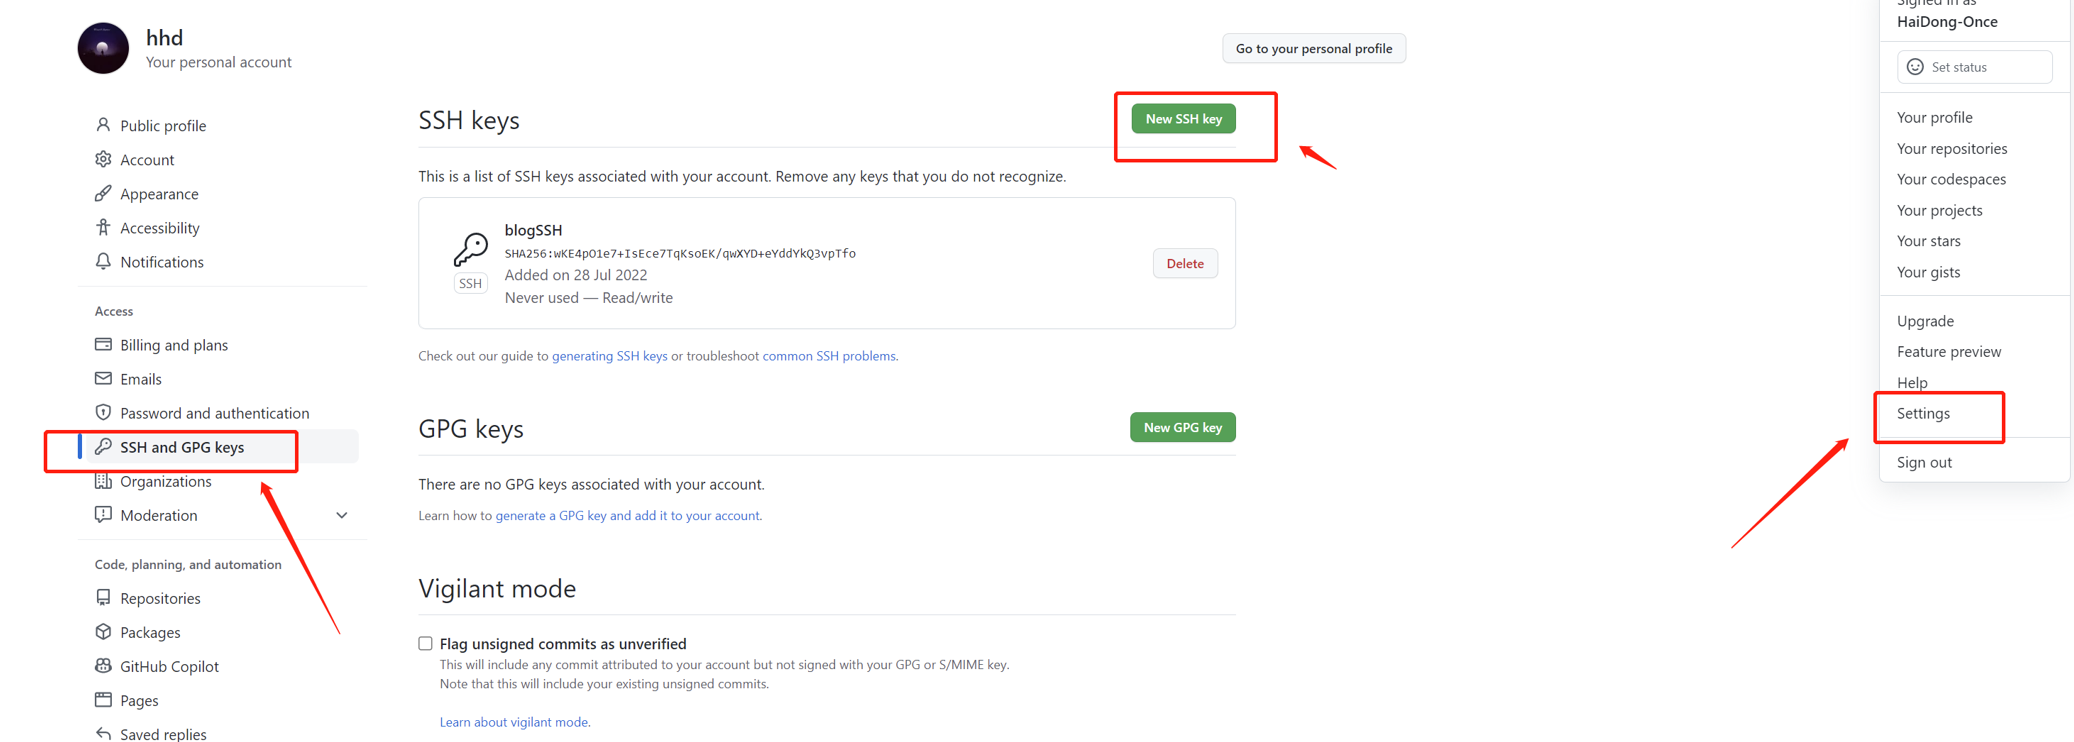 hhd
Your personal account
Go to your personal profile
Public profile
Account
Appearance
Accessibility
Notifications
Access
Billing and plans
Emails
Password and authentication
SSH and GPG keys
Organizations
Moderation
Code, planning, and automation
Repositories
Packages
GitHub Copilot
Pages
Saved replies
SSH keys
New SSH key
This is a list of SSH keys associated with your account. Remove any keys that you do not recognize.
blogSSH
SHA256:wKE4pO1e7+IsEce7TqKsoEK/qwXYD+eYddYkQ3vpTfo
Added on 28 Jul 2022
Never used — Read/write
SSH
Delete
Check out our guide to generating SSH keys or troubleshoot common SSH problems.
GPG keys
New GPG key
There are no GPG keys associated with your account.
Learn how to generate a GPG key and add it to your account.
Vigilant mode
Flag unsigned commits as unverified
This will include any commit attributed to your account but not signed with your GPG or S/MIME key.
Note that this will include your existing unsigned commits.
Learn about vigilant mode.
Signed in as
HaiDong-Once
Set status
Your profile
Your repositories
Your codespaces
Your projects
Your stars
Your gists
Upgrade
Feature preview
Help
Settings
Sign out